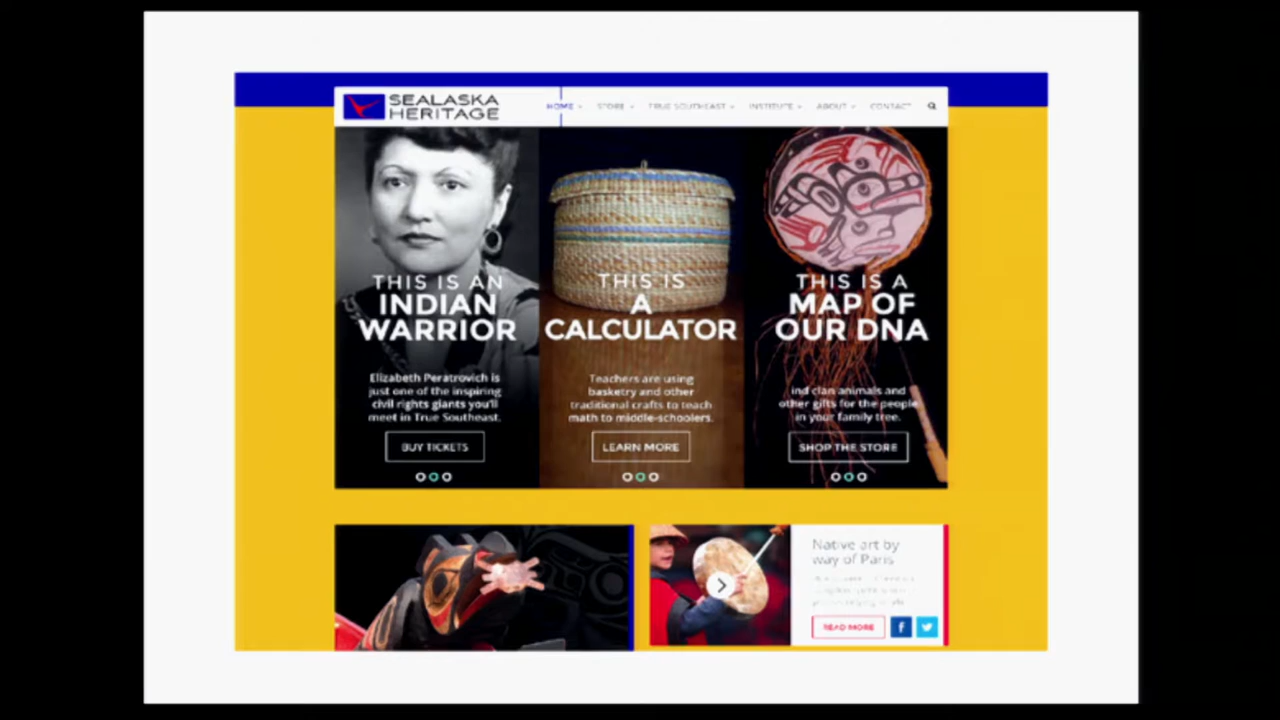 SEALASKA
HERITAGE
HOME STORE TRUE SOUTHEAST INSTITUTE ABOUT CONTACT
THIS IS AN
INDIAN
WARRIOR
Elizabeth Peratrovich is
just one of the inspiring
civil rights giants you'll
meet in True Southeast.
BUY TICKETS
THIS IS
A
CALCULATOR
Teachers are using
basketry and other
traditional crafts to teach
math to middle-schoolers.
LEARN MORE
THIS IS A
MAP OF
OUR DNA
ind clan animals and
other gifts for the people
in your family tree.
SHOP THE STORE
Native art by
way of Paris
READ MORE
f